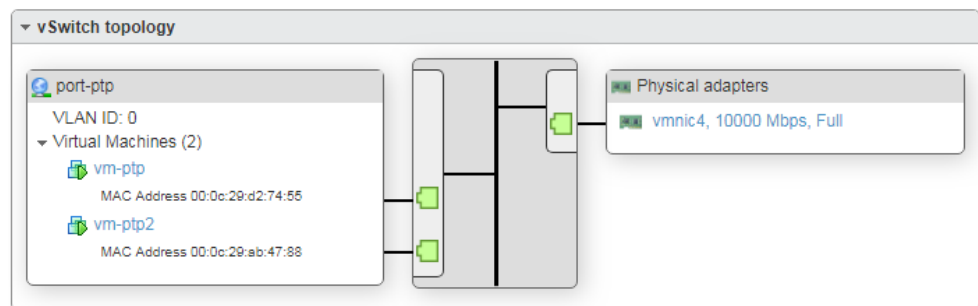 vSwitch topology
port-ptp
VLAN ID: 0
Virtual Machines (2)
vm-ptp
MAC Address 00:0c:29:d2:74:55
vm-ptp2
MAC Address 00:0c:29:ab:47:88
Physical adapters
vmnic4, 10000 Mbps, Full